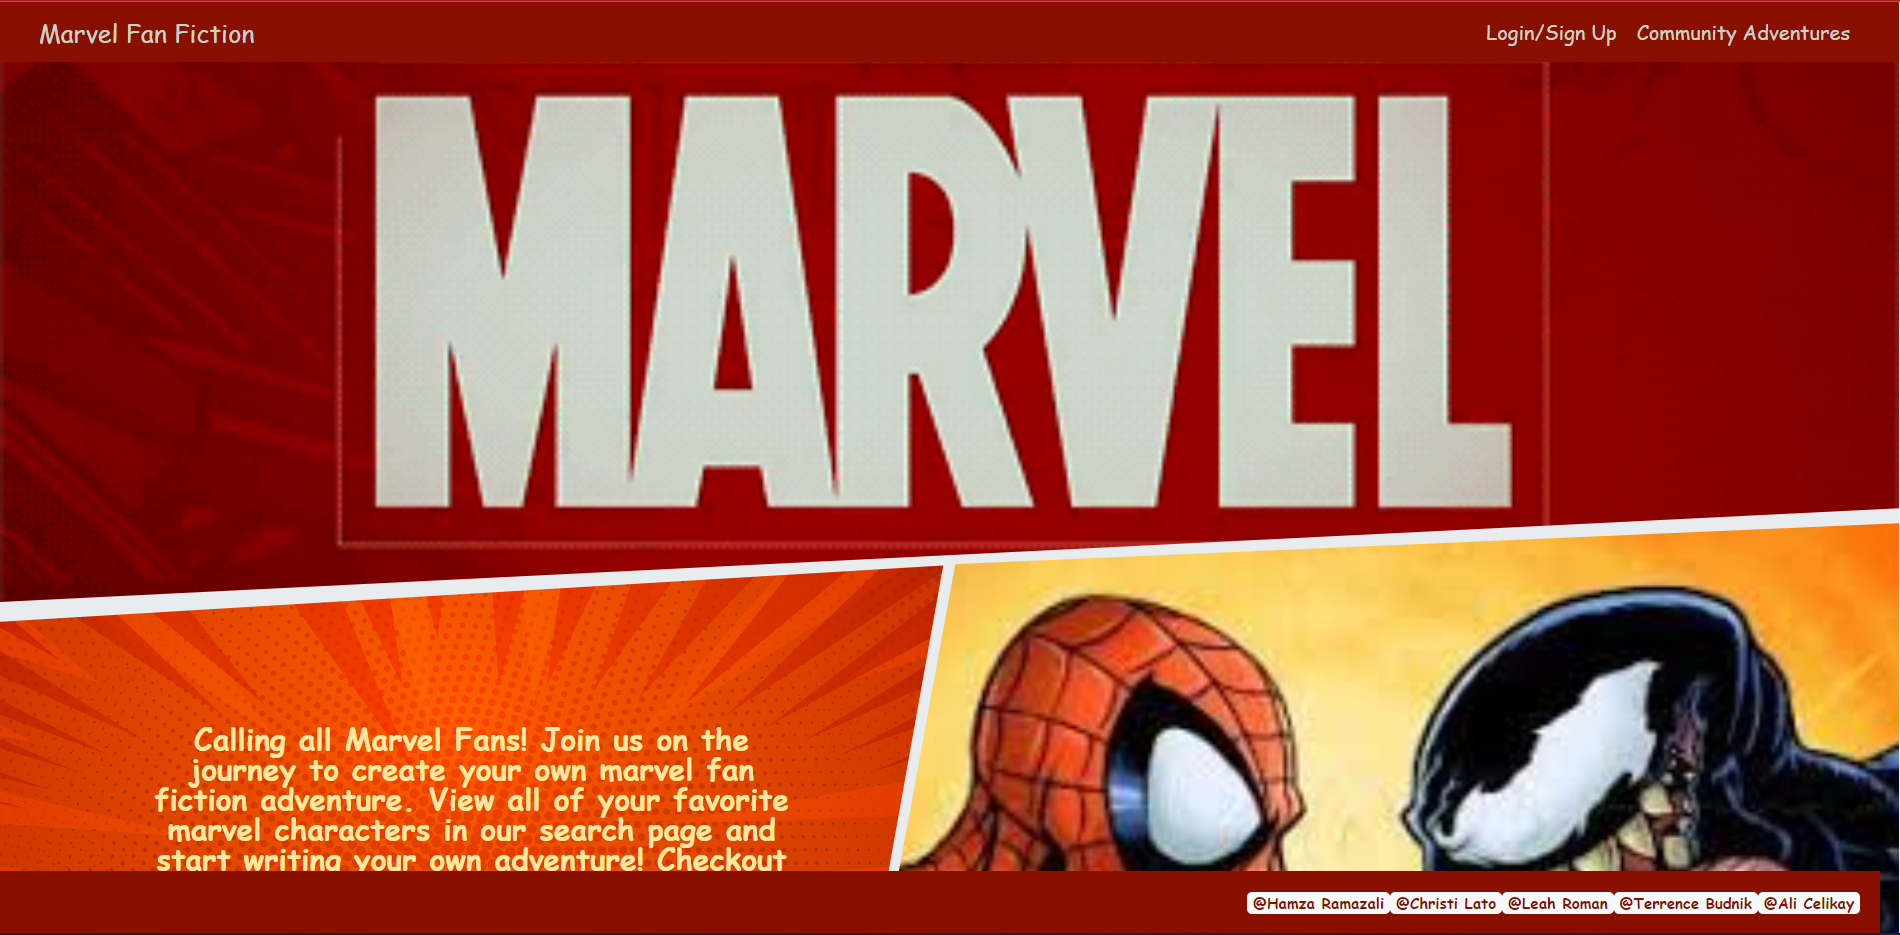 Marvel Fan Fiction
Login/Sign Up Community Adventures
MARVEL
Calling all Marvel Fans! Join us on the
journey to create your own marvel fan
fiction adventure. View all of your favorite
marvel characters in our search page and
start writing your own adventure! Checkout
@Hamza Ramazali @Christi Lato @Leah Roman @Terrence Budnik @Ali Celikay